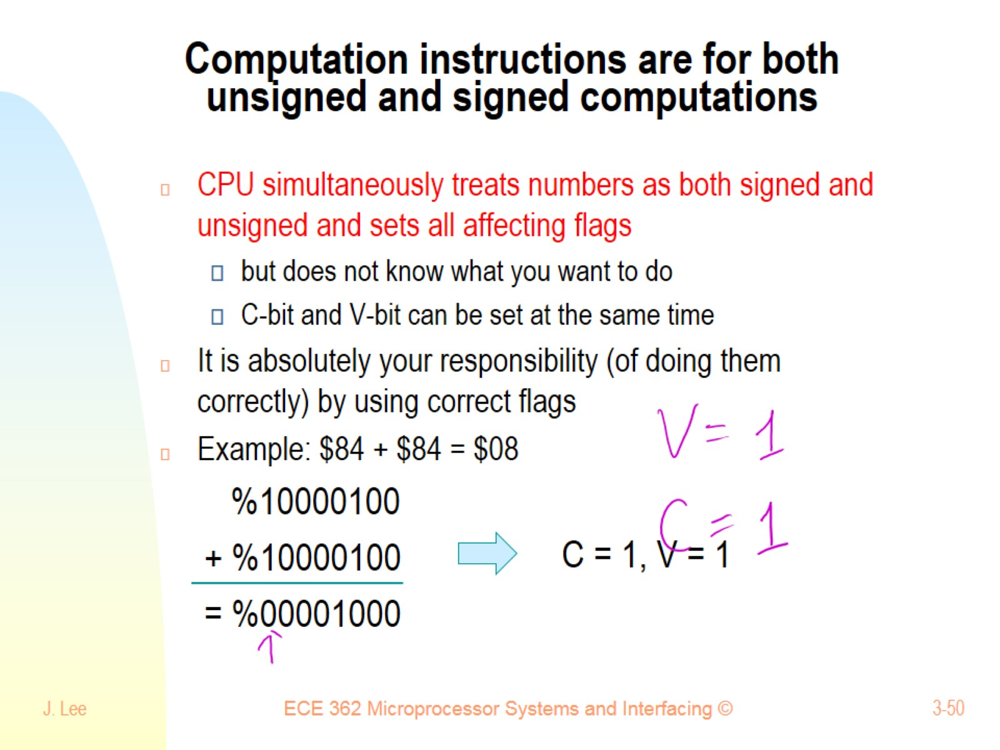 Computation instructions are for both
unsigned and signed computations
CPU simultaneously treats numbers as both signed and
unsigned and sets all affecting flags
but does not know what you want to do
C-bit and V-bit can be set at the same time
It is absolutely your responsibility (of doing them
correctly) by using correct flags
V = 1
Example: $84 + $84 = $08
%10000100
C = 1
+ %10000100
C = 1, V = 1
= %00001000
J. Lee
ECE 362 Microprocessor Systems and Interfacing ©
3-50